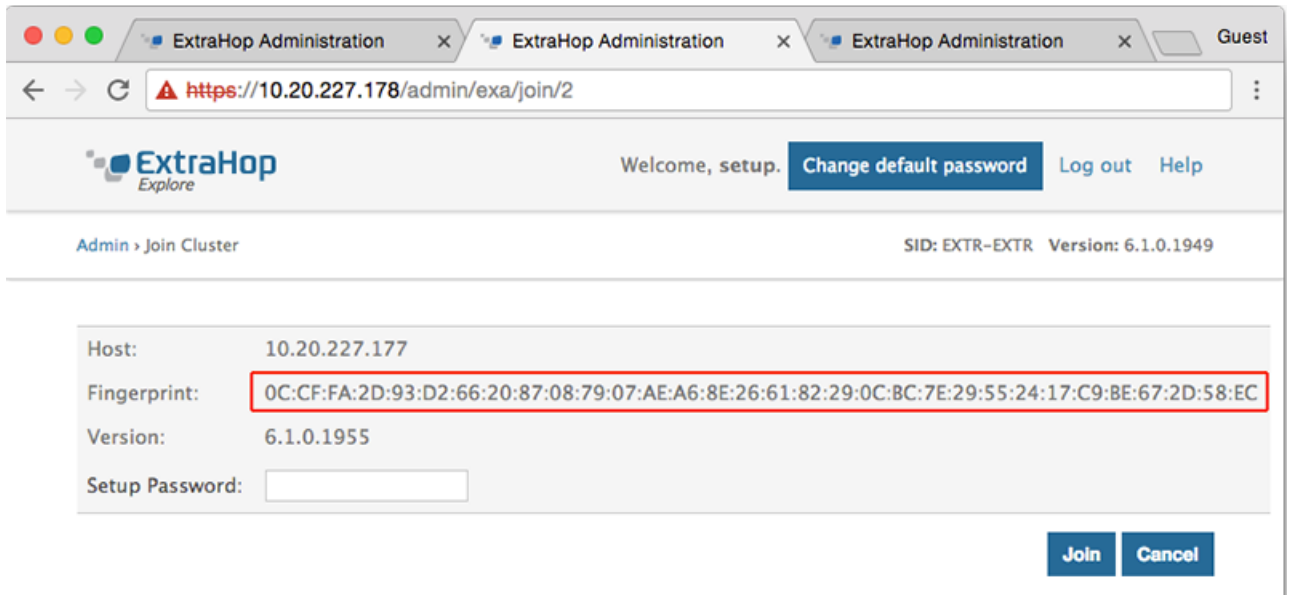 ExtraHop Administration ExtraHop Administration ExtraHop Administration Guest
https://10.20.227.178/admin/exa/join/2
ExtraHop
Explore
Welcome, setup. Change default password Log out Help
Admin › Join Cluster SID: EXTR-EXTR Version: 6.1.0.1949
Host: 10.20.227.177
Fingerprint: 0C:CF:FA:2D:93:D2:66:20:87:08:79:07:AE:A6:8E:26:61:82:29:0C:BC:7E:29:55:24:17:C9:BE:67:2D:58:EC
Version: 6.1.0.1955
Setup Password:
Join Cancel